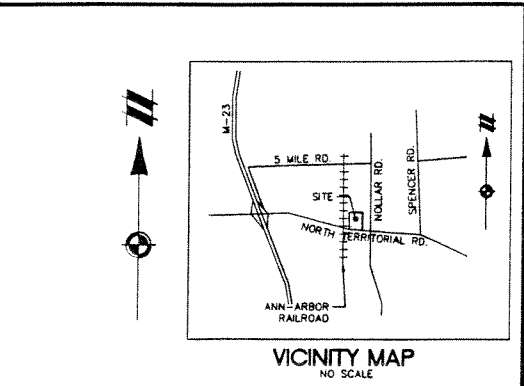 N
M-23
5 MILE RD.
NOLLAR RD.
SPENCER RD.
N
SITE
NORTH TERRITORIAL RD.
ANN ARBOR
RAILROAD
VICINITY MAP
NO SCALE